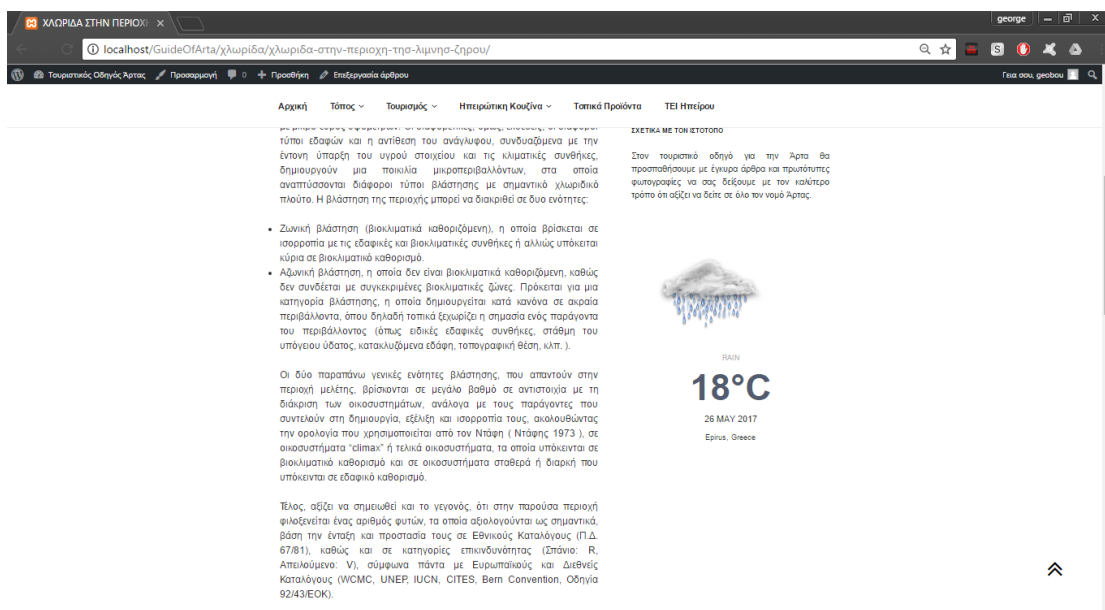 ΧΛΩΡΙΔΑ ΣΤΗΝ ΠΕΡΙΟΧΗ
george
localhost/GuideOfArta/χλωρίδα/χλωριδα-στην-περιοχη-τησ-λιμνησ-ζηρου/
Τουριστικός Οδηγός Άρτας Προσαρμογή 0 Προσθήκη Επεξεργασία άρθρου
Γεια σου, geobou
Αρχική Τόπος Τουρισμός Ηπειρώτικη Κουζίνα Τοπικά Προϊόντα ΤΕΙ Ηπείρου
τύποι εδαφών και η αντίθεση του ανάγλυφου, συνδυαζόμενα με την
έντονη ύπαρξη του υγρού στοιχείου και τις κλιματικές συνθήκες,
δημιουργούν μια ποικιλία μικροπεριβαλλόντων, στα οποία
αναπτύσσονται διάφοροι τύποι βλάστησης με σημαντικό χλωριδικό
πλούτο. Η βλάστηση της περιοχής μπορεί να διακριθεί σε δυο ενότητες:
• Ζωνική βλάστηση (βιοκλιματικά καθοριζόμενη), η οποία βρίσκεται σε
ισορροπία με τις εδαφικές και βιοκλιματικές συνθήκες ή αλλιώς υπόκειται
κύρια σε βιοκλιματικό καθορισμό.
• Αζωνική βλάστηση, η οποία δεν είναι βιοκλιματικά καθοριζόμενη, καθώς
δεν συνδέεται με συγκεκριμένες βιοκλιματικές ζώνες. Πρόκειται για μια
κατηγορία βλάστησης, η οποία δημιουργείται κατά κανόνα σε ακραία
περιβάλλοντα, όπου δηλαδή τοπικά ξεχωρίζει η σημασία ενός παράγοντα
του περιβάλλοντος (όπως ειδικές εδαφικές συνθήκες, στάθμη του
υπόγειου ύδατος, κατακλυζόμενα εδάφη, τοπογραφική θέση, κλπ. ).
Οι δύο παραπάνω γενικές ενότητες βλάστησης, που απαντούν στην
περιοχή μελέτης, βρίσκονται σε μεγάλο βαθμό σε αντιστοιχία με τη
διάκριση των οικοσυστημάτων, ανάλογα με τους παράγοντες που
συντελούν στη δημιουργία, εξέλιξη και ισορροπία τους, ακολουθώντας
την ορολογία που χρησιμοποιείται από τον Ντάφη ( Ντάφης 1973 ), σε
οικοσυστήματα “climax” ή τελικά οικοσυστήματα, τα οποία υπόκεινται σε
βιοκλιματικό καθορισμό και σε οικοσυστήματα σταθερά ή διαρκή που
υπόκεινται σε εδαφικό καθορισμό.
Τέλος, αξίζει να σημειωθεί και το γεγονός, ότι στην παρούσα περιοχή
φιλοξενείται ένας αριθμός φυτών, τα οποία αξιολογούνται ως σημαντικά,
βάση την ένταξη και προστασία τους σε Εθνικούς Καταλόγους (Π.Δ.
67/81), καθώς και σε κατηγορίες επικινδυνότητας (Σπάνιο: R,
Απειλούμενο: V), σύμφωνα πάντα με Ευρωπαϊκούς και Διεθνείς
Καταλόγους (WCMC, UNEP, IUCN, CITES, Bern Convention, Οδηγία
92/43/ΕΟΚ).
ΣΧΕΤΙΚΑ ΜΕ ΤΟΝ ΙΣΤΟΤΟΠΟ
Στον τουριστικό οδηγό για την Άρτα θα
προσπαθήσουμε με έγκυρα άρθρα και πρωτότυπες
φωτογραφίες να σας δείξουμε με τον καλύτερο
τρόπο ότι αξίζει να δείτε σε όλο τον νομό Άρτας.
RAIN
18°C
26 MAY 2017
Epirus, Greece